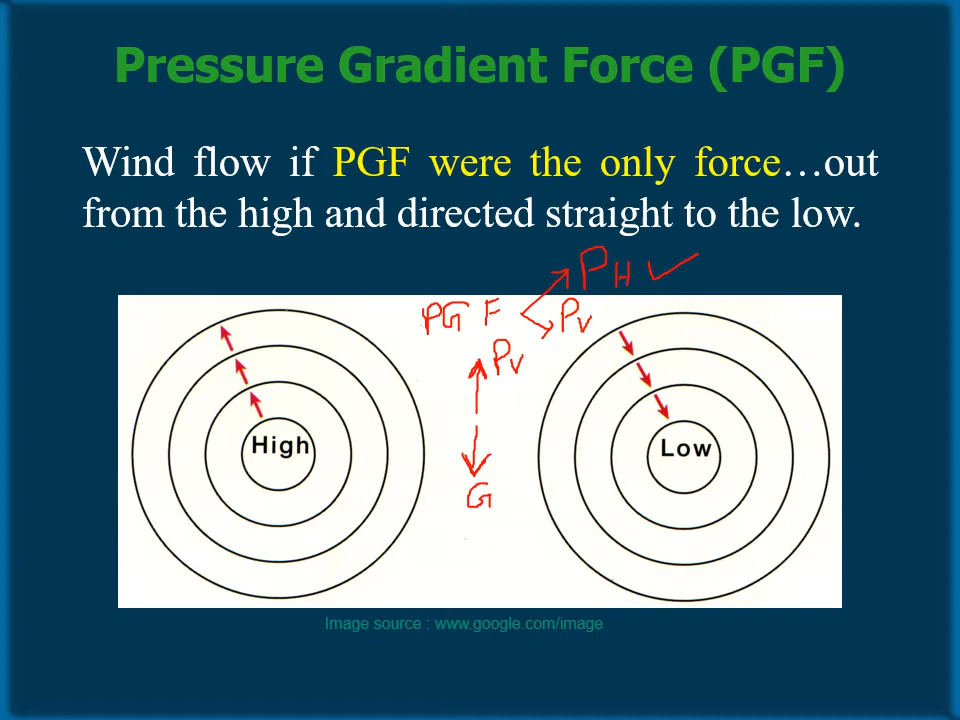 Pressure Gradient Force (PGF)
Wind flow if PGF were the only force…out
from the high and directed straight to the low.
PH
PGF
Pv
Pv
High
Low
G
Image source : www.google.com/image